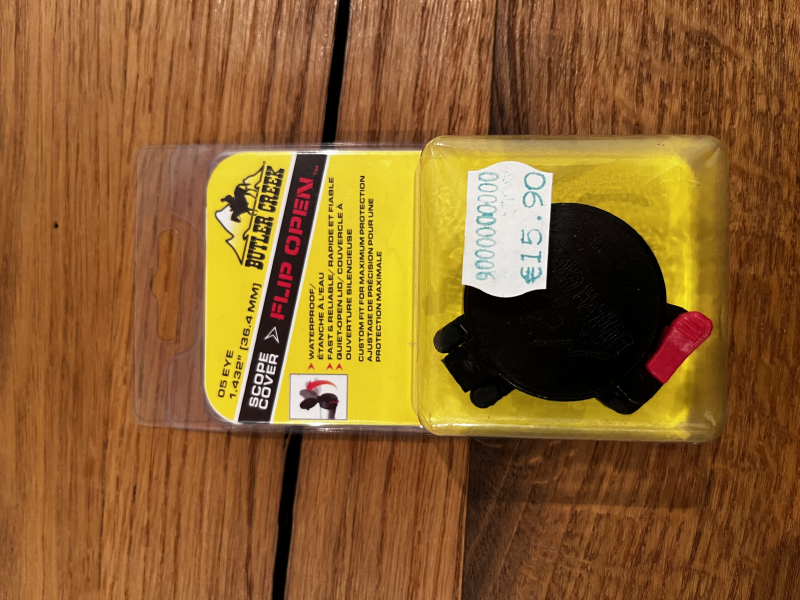 BUTLER CREEK
05 EYE
1.432" [36.4 MM]
SCOPE
COVER > FLIP OPEN™
> WATERPROOF/
ÉTANCHE À L'EAU
> FAST & RELIABLE/ RAPIDE ET FIABLE
> QUIET-OPEN LID/ COUVERCLE À
OUVERTURE SILENCIEUSE
CUSTOM FIT FOR MAXIMUM PROTECTION
AJUSTAGE DE PRÉCISION POUR UNE
PROTECTION MAXIMALE
9000000000
€15.90